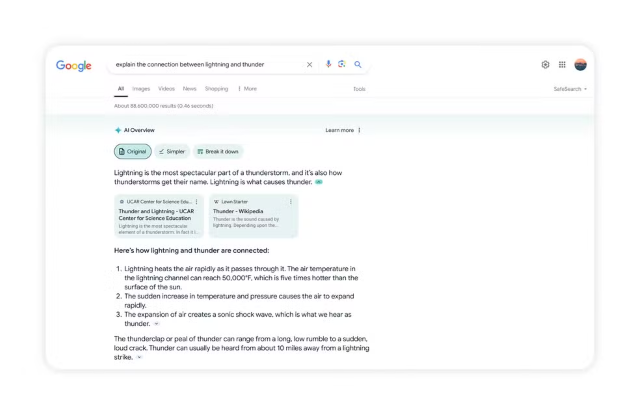 Google
explain the connection between lightning and thunder
All Images Videos News Shopping More Tools
SafeSearch
About 88,600,000 results (0.46 seconds)
AI Overview Learn more
Original Simpler Break it down
Lightning is the most spectacular part of a thunderstorm, and it's also how
thunderstorms get their name. Lightning is what causes thunder.
UCAR Center for Science Edu...
Thunder and Lightning - UCAR
Center for Science Education
Lightning is the most spectacular
element of a thunderstorm. In fact it i...
W LawnStarter
Thunder - Wikipedia
Thunder is the sound caused by
lightning. Depending upon the...
Here's how lightning and thunder are connected:
1. Lightning heats the air rapidly as it passes through it. The air temperature in
the lightning channel can reach 50,000°F, which is five times hotter than the
surface of the sun.
2. The sudden increase in temperature and pressure causes the air to expand
rapidly.
3. The expansion of air creates a sonic shock wave, which is what we hear as
thunder.
The thunderclap or peal of thunder can range from a long, low rumble to a sudden,
loud crack. Thunder can usually be heard from about 10 miles away from a lightning
strike.